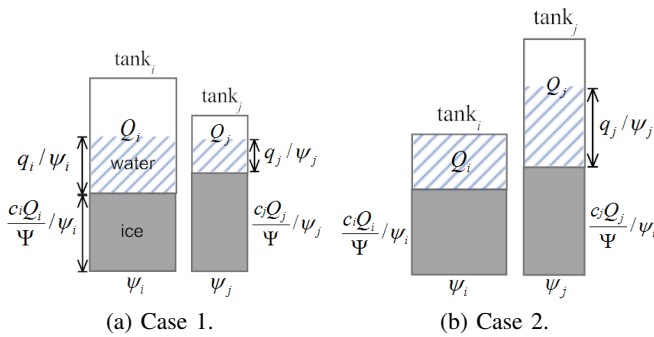 tank_i
tank_j
Q_i
Q_j
water
q_i/ψ_i
q_j/ψ_j
c_iQ_i/Ψ/ψ_i
ice
c_jQ_j/Ψ/ψ_j
ψ_i
ψ_j
(a) Case 1.
tank_j
tank_i
Q_j
q_j/ψ_j
Q_i
c_iQ_i/Ψ/ψ_i
c_jQ_j/Ψ/ψ_i
ψ_i
ψ_j
(b) Case 2.